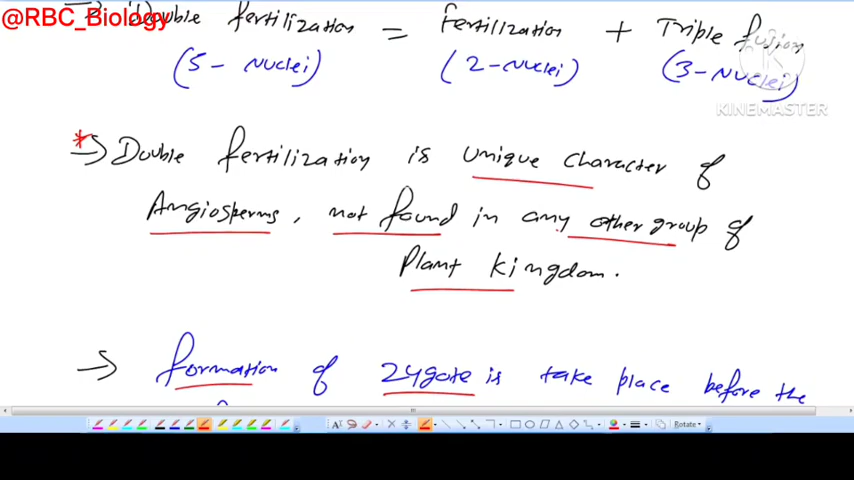 @RBC_Biology
→ Double fertilization = fertilization + Triple fusion
(5- nuclei) (2-nuclei) (3-nuclei)
KINEMASTER
* → Double fertilization is unique character of
Angiosperms, not found in any other group of
Plant kingdom.
→ formation of zygate is take place before the
Rotate